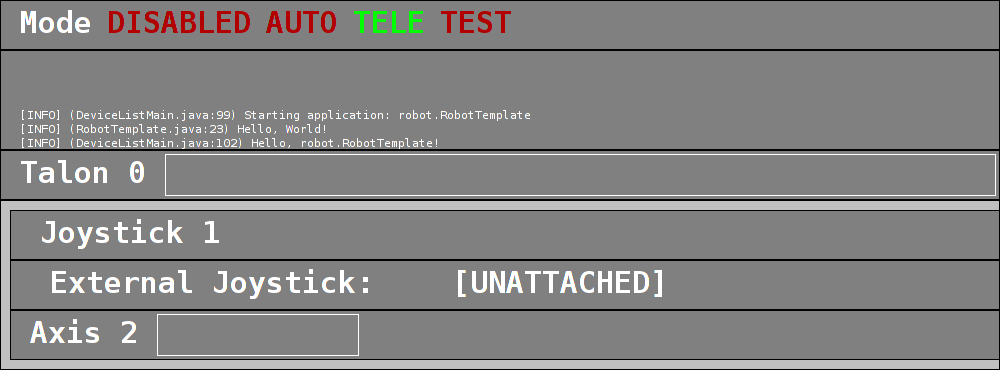 Mode DISABLED AUTO TELE TEST
[INFO] (DeviceListMain.java:99) Starting application: robot.RobotTemplate
[INFO] (RobotTemplate.java:23) Hello, World!
[INFO] (DeviceListMain.java:102) Hello, robot.RobotTemplate!
Talon 0
Joystick 1
External Joystick: [UNATTACHED]
Axis 2